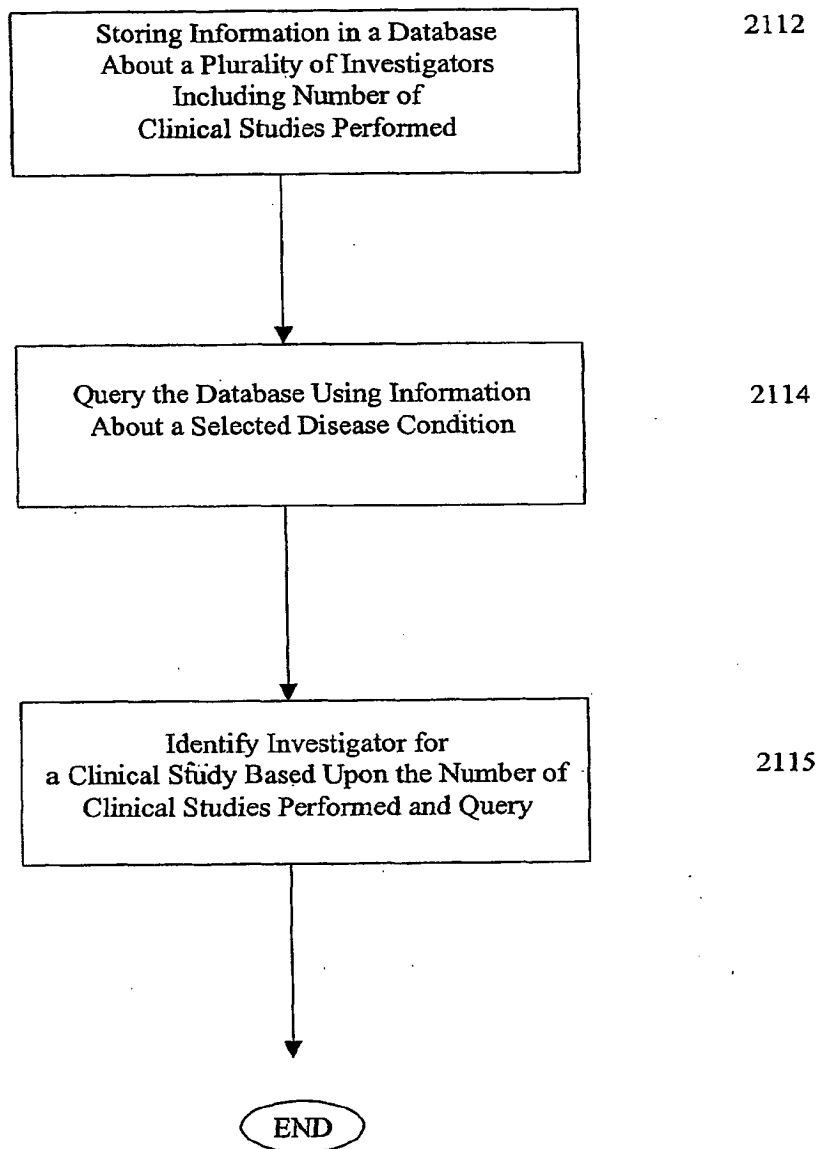 Storing Information in a Database
About a Plurality of Investigators
Including Number of
Clinical Studies Performed
2112
Query the Database Using Information
About a Selected Disease Condition
2114
Identify Investigator for
a Clinical Study Based Upon the Number of
Clinical Studies Performed and Query
2115
END